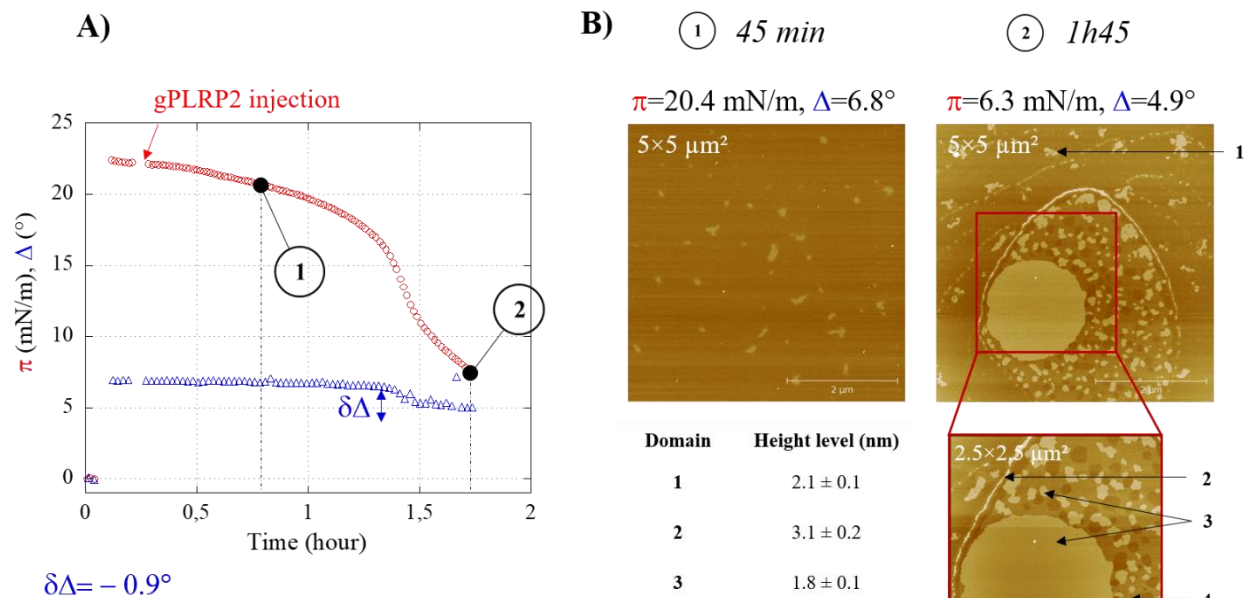 A)
gPLRP2 injection
π (mN/m), Δ (°)
25
20
15
10
5
0
1
2
δΔ
0 0,5 1 1,5 2
Time (hour)
δΔ= − 0.9°
B)
1 45 min
π=20.4 mN/m, Δ=6.8°
5×5 µm²
2 µm
2 1h45
π=6.3 mN/m, Δ=4.9°
5×5 µm²
1
2 µm
Domain Height level (nm)
1 2.1 ± 0.1
2 3.1 ± 0.2
3 1.8 ± 0.1
2.5×2.5 µm²
2
3